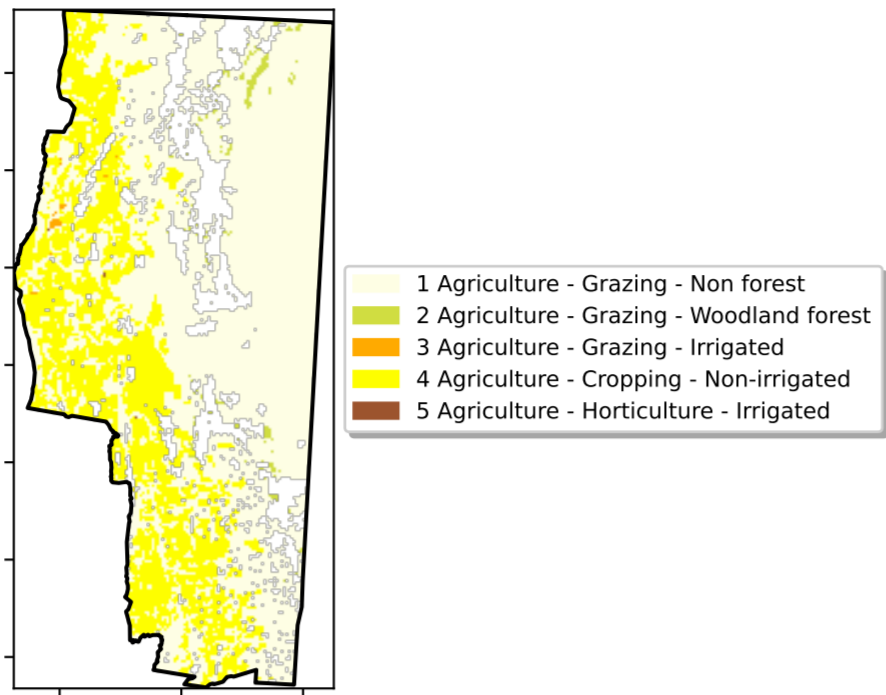 1 Agriculture - Grazing - Non forest
2 Agriculture - Grazing - Woodland forest
3 Agriculture - Grazing - Irrigated
4 Agriculture - Cropping - Non-irrigated
5 Agriculture - Horticulture - Irrigated